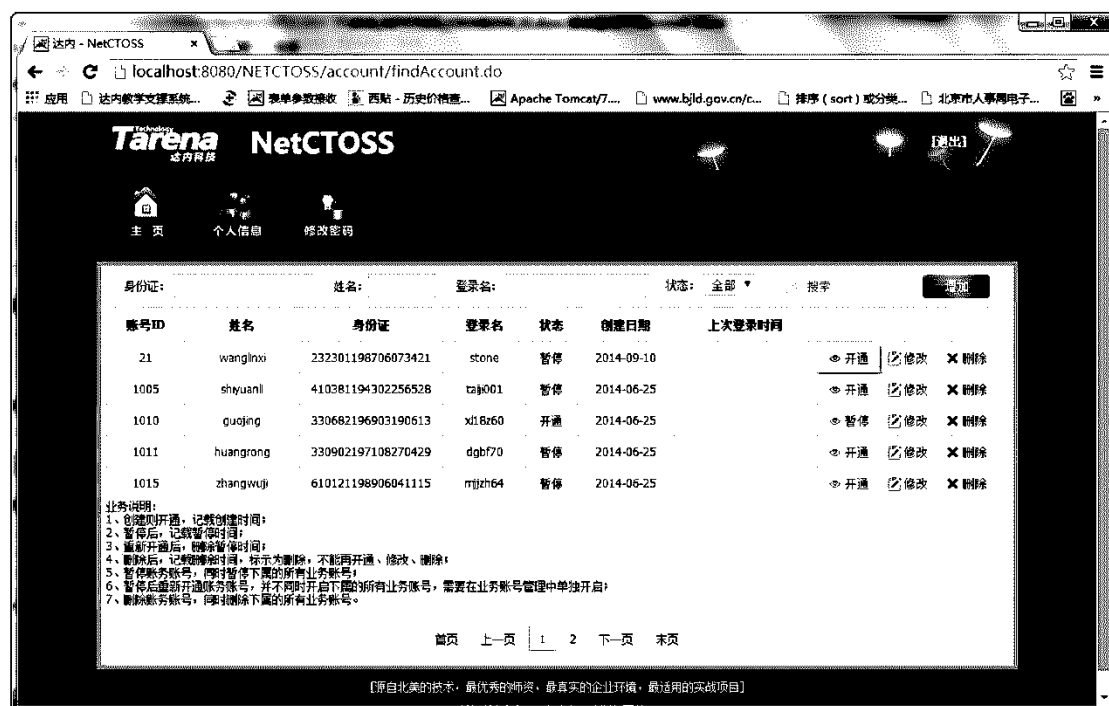 达内 - NetCTOSS
localhost:8080/NETCTOSS/account/findAccount.do
应用 达内教学支撑系统... 表单参数接收 西贴 - 历史价格查... Apache Tomcat/7.... www.bjld.gov.cn/c... 排序 ( sort ) 或分类... 北京市人事局电子... »
Technology
Tarena NetCTOSS [退出]
达内科技
主 页 个人信息 修改密码
身份证: 姓名: 登录名: 状态: 全部 搜索 增加
账号ID 姓名 身份证 登录名 状态 创建日期 上次登录时间
21 wanglinxi 232301198706073421 stone 暂停 2014-09-10 开通 修改 删除
1005 shiyuanli 410381194302256528 taiji001 暂停 2014-06-25 开通 修改 删除
1010 guojing 330682196903190613 xl18z60 开通 2014-06-25 暂停 修改 删除
1011 huangrong 330902197108270429 dgbf70 暂停 2014-06-25 开通 修改 删除
1015 zhangwuji 610121198906041115 mjjzh64 暂停 2014-06-25 开通 修改 删除
业务说明:
1、创建则开通，记载创建时间;
2、暂停后，记载暂停时间;
3、重新开通后，删除暂停时间;
4、删除后，记载删除时间，标示为删除，不能再开通、修改、删除;
5、暂停账务账号，同时暂停下属的所有业务账号;
6、暂停后重新开通账务账号，并不同时开启下属的所有业务账号，需要在业务账号管理中单独开启;
7、删除账务账号，同时删除下属的所有业务账号。
首页 上一页 1 2 下一页 末页
[源自北美的技术，最优秀的师资，最真实的企业环境，最适用的实战项目]